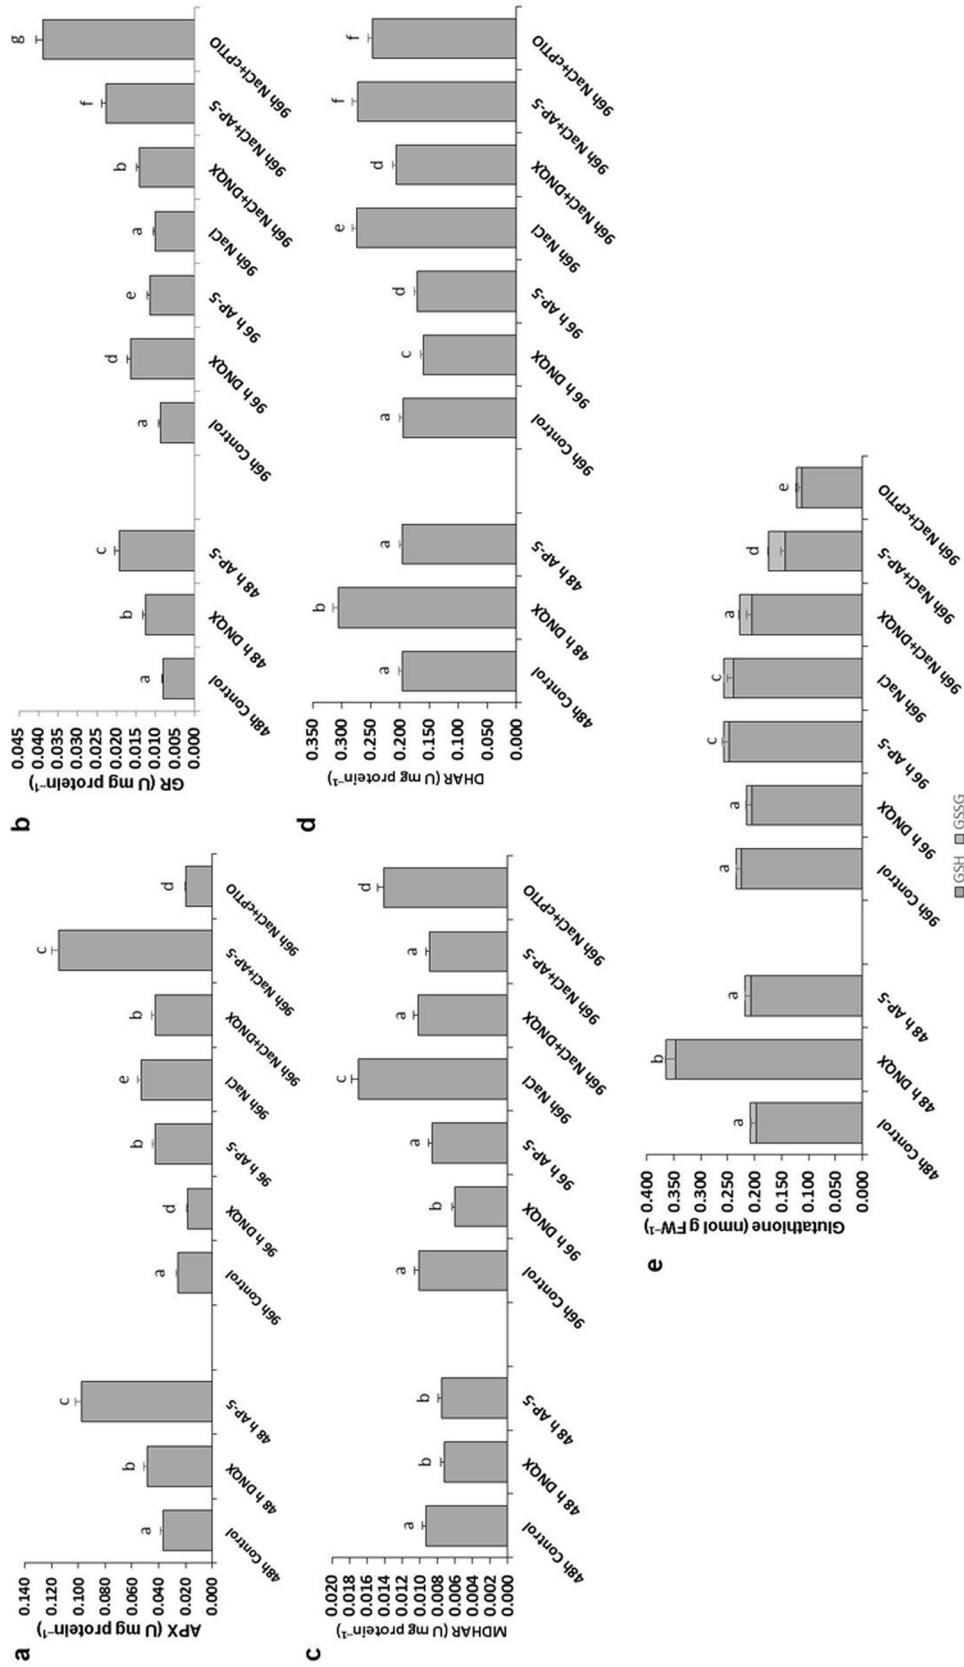 a
APX (U mg protein⁻¹)
0.140
0.120
0.100
0.080
0.060
0.040
0.020
0.000
a
b
c
a
d
b
e
b
c
d
48h Control
48 h DNQX
48 h AP-5
96h Control
96 h DNQX
96 h AP-5
96h NaCl
96h NaCl+DNQX
96h NaCl+AP-5
96h NaCl+cPTIO
b
GR (U mg protein⁻¹)
0.045
0.040
0.035
0.030
0.025
0.020
0.015
0.010
0.005
0.000
a
b
c
a
d
e
a
b
f
g
48h Control
48 h DNQX
48 h AP-5
96h Control
96 h DNQX
96 h AP-5
96h NaCl
96h NaCl+DNQX
96h NaCl+AP-5
96h NaCl+cPTIO
c
MDHAR (U mg protein⁻¹)
0.020
0.018
0.016
0.014
0.012
0.010
0.008
0.006
0.004
0.002
0.000
a
b
b
a
b
a
c
a
a
d
48h Control
48 h DNQX
48 h AP-5
96h Control
96 h DNQX
96 h AP-5
96h NaCl
96h NaCl+DNQX
96h NaCl+AP-5
96h NaCl+cPTIO
d
DHAR (U mg protein⁻¹)
0.350
0.300
0.250
0.200
0.150
0.100
0.050
0.000
a
b
a
a
c
d
e
d
f
f
48h Control
48 h DNQX
48 h AP-5
96h Control
96 h DNQX
96 h AP-5
96h NaCl
96h NaCl+DNQX
96h NaCl+AP-5
96h NaCl+cPTIO
e
Glutathione (nmol g FW⁻¹)
0.400
0.350
0.300
0.250
0.200
0.150
0.100
0.050
0.000
a
b
a
a
a
c
c
a
d
e
48h Control
48 h DNQX
48 h AP-5
96h Control
96 h DNQX
96 h AP-5
96h NaCl
96h NaCl+DNQX
96h NaCl+AP-5
96h NaCl+cPTIO
GSH GSSG